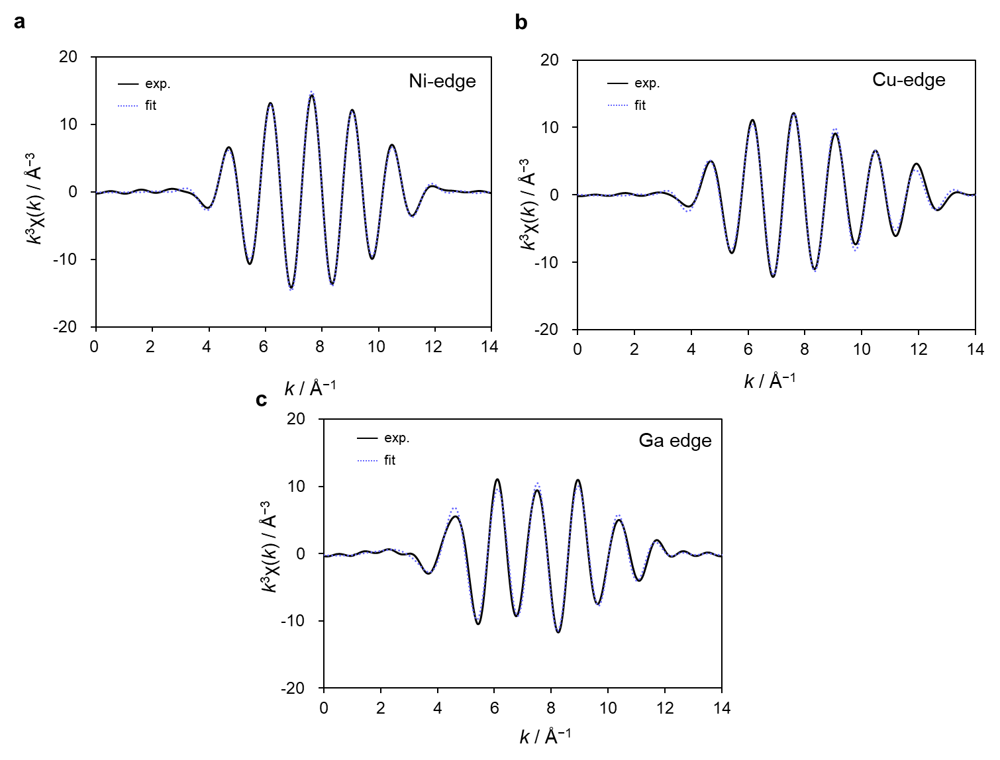 a
20
10
0
-10
-20
0 2 4 6 8 10 12 14
k³χ(k) / Å⁻³
k / Å⁻¹
exp.
fit
Ni-edge
b
20
10
0
-10
-20
0 2 4 6 8 10 12 14
k³χ(k) / Å⁻³
k / Å⁻¹
exp.
fit
Cu-edge
c
20
10
0
-10
-20
0 2 4 6 8 10 12 14
k³χ(k) / Å⁻³
k / Å⁻¹
exp.
fit
Ga edge